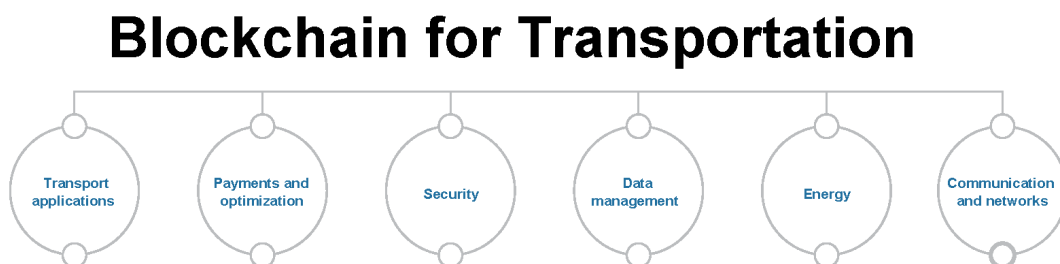 Blockchain for Transportation
Transport
applications
Payments and
optimization
Security
Data
management
Energy
Communication
and networks